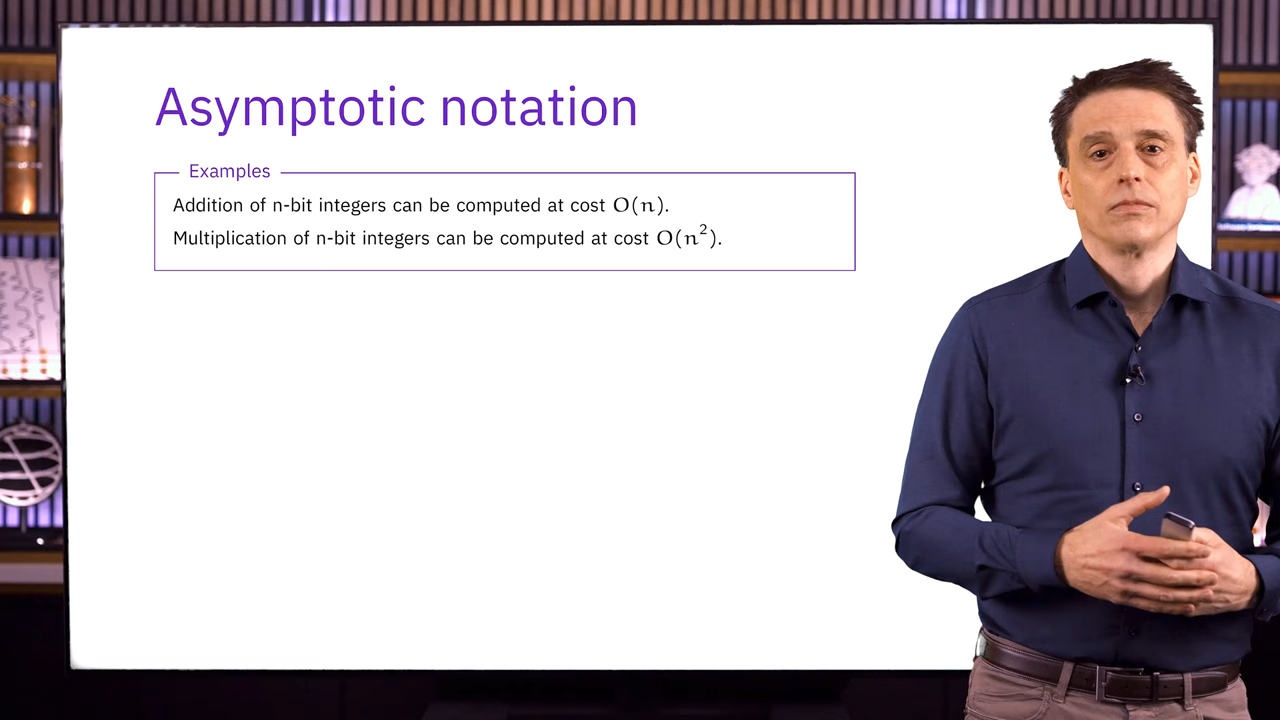 Asymptotic notation
Examples
Addition of n-bit integers can be computed at cost O(n).
Multiplication of n-bit integers can be computed at cost O(n²).